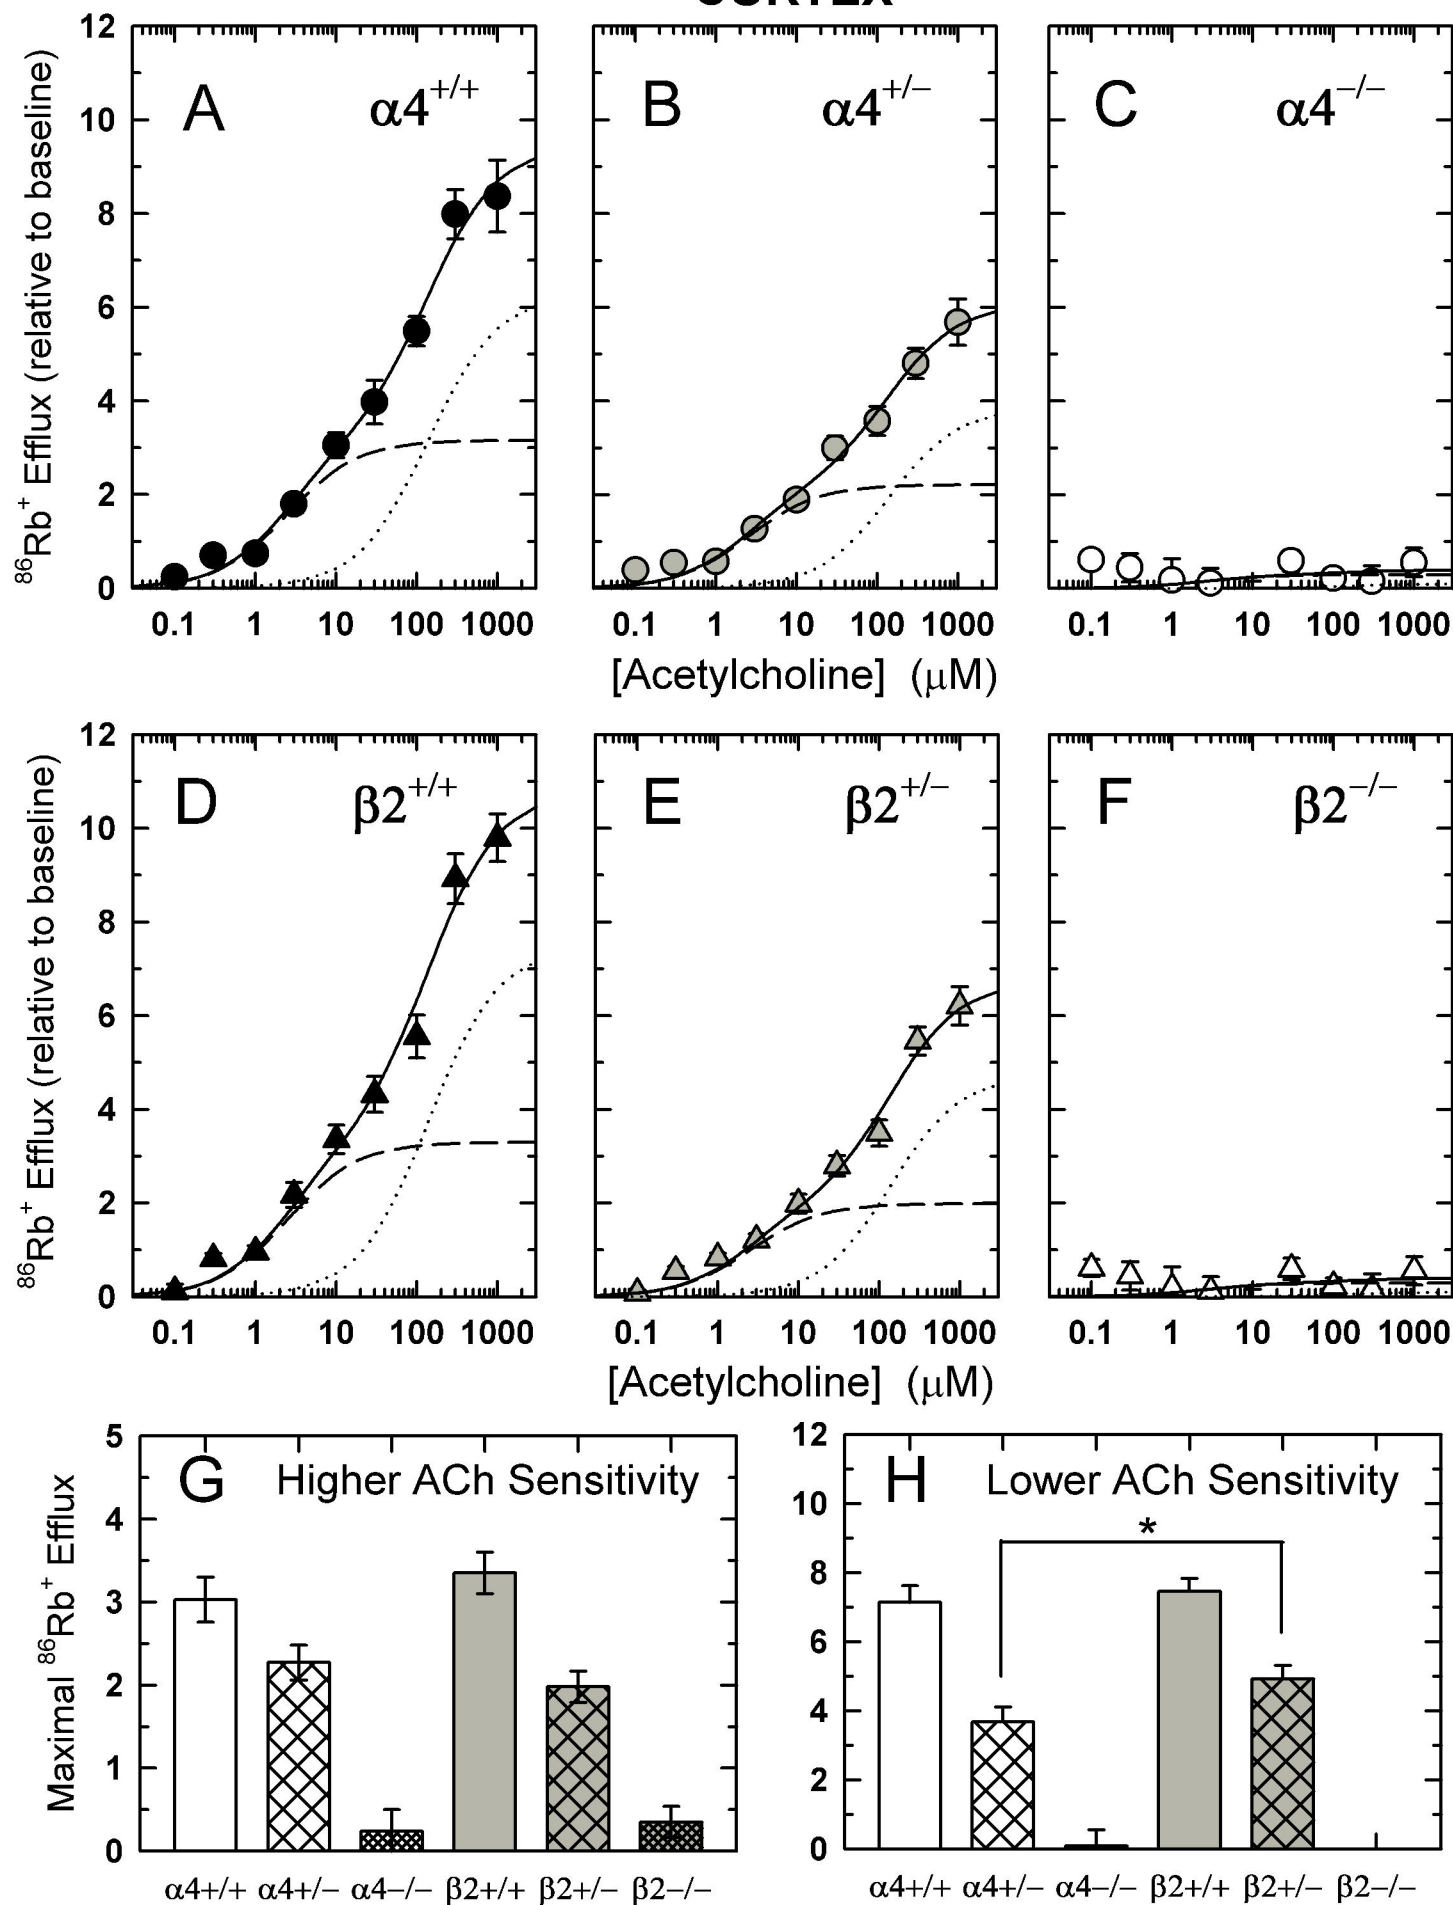 CORTEX
12 10 8 6 4 2 0
⁸⁶Rb⁺ Efflux (relative to baseline)
A α4⁺/⁺
B α4⁺/⁻
C α4⁻/⁻
0.1 1 10 100 1000
0.1 1 10 100 1000
0.1 1 10 100 1000
[Acetylcholine] (μM)
12 10 8 6 4 2 0
⁸⁶Rb⁺ Efflux (relative to baseline)
D β2⁺/⁺
E β2⁺/⁻
F β2⁻/⁻
0.1 1 10 100 1000
0.1 1 10 100 1000
0.1 1 10 100 1000
[Acetylcholine] (μM)
5 4 3 2 1 0
Maximal ⁸⁶Rb⁺ Efflux
G Higher ACh Sensitivity
α4+/+ α4+/− α4−/− β2+/+ β2+/− β2−/−
12 10 8 6 4 2 0
H Lower ACh Sensitivity
*
α4+/+ α4+/− α4−/− β2+/+ β2+/− β2−/−